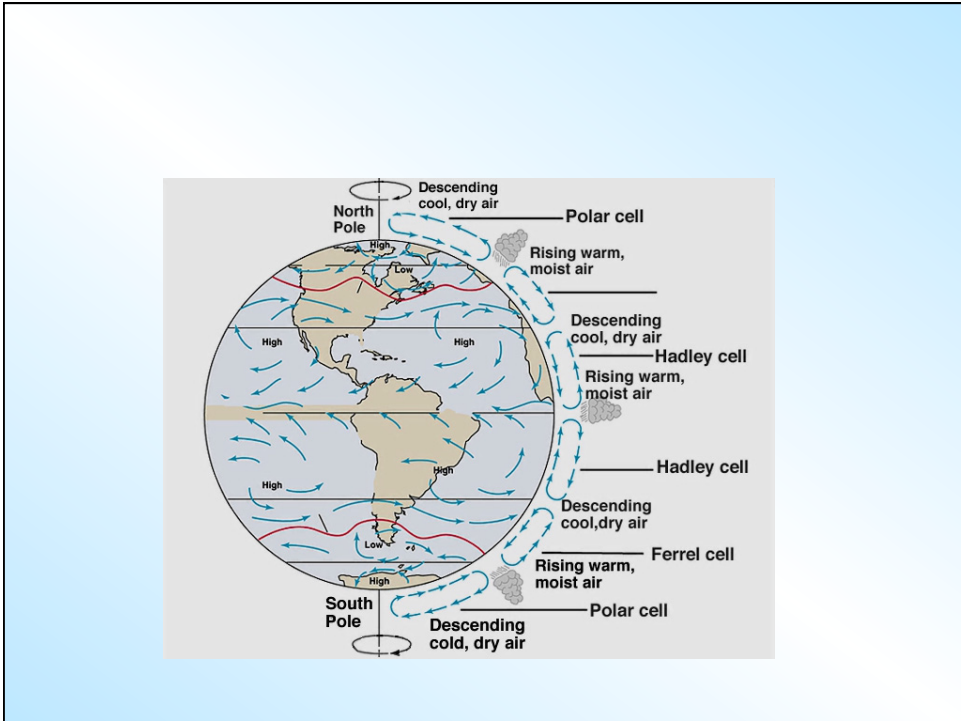 Descending
cool, dry air
North
Pole
Polar cell
High
Rising warm,
moist air
Low
Descending
cool, dry air
High
High
Hadley cell
Rising warm,
moist air
High
Hadley cell
High
Descending
cool,dry air
Low
Ferrel cell
Rising warm,
moist air
High
South
Pole
Polar cell
Descending
cold, dry air